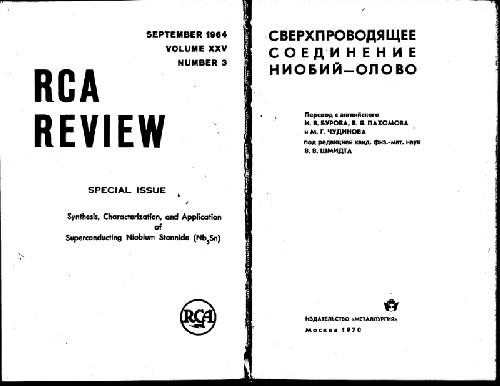 SEPTEMBER 1964
VOLUME XXV
NUMBER 3
RCA
REVIEW
SPECIAL ISSUE
Synthesis, Characterization, and Application
of
Superconducting Niobium Stannide (Nb₃Sn)
RCA
СВЕРХПРОВОДЯЩЕЕ
СОЕДИНЕНИЕ
НИОБИЙ—ОЛОВО
Перевод с английского
И. В. БУРОВА, В. Я. ПАХОМОВА
и М. Г. ЧУДИНОВА
под редакцией канд. физ.-мат. наук
В. В. ШМИДТА
ИЗДАТЕЛЬСТВО «МЕТАЛЛУРГИЯ»
Москва 1970